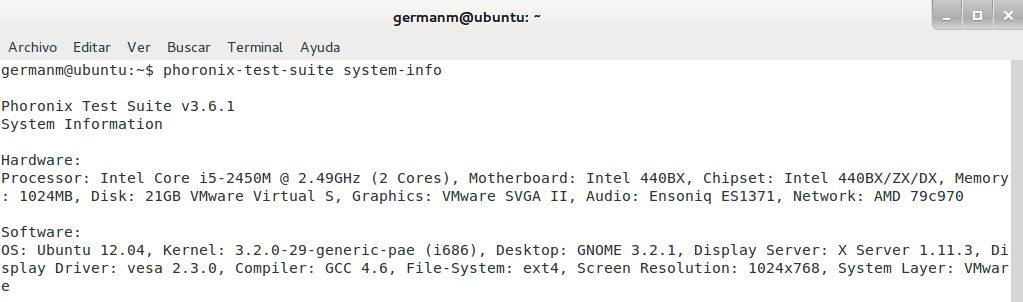 germanm@ubuntu: ~
Archivo Editar Ver Buscar Terminal Ayuda
germanm@ubuntu:~$ phoronix-test-suite system-info
Phoronix Test Suite v3.6.1
System Information
Hardware:
Processor: Intel Core i5-2450M @ 2.49GHz (2 Cores), Motherboard: Intel 440BX, Chipset: Intel 440BX/ZX/DX, Memory
: 1024MB, Disk: 21GB VMware Virtual S, Graphics: VMware SVGA II, Audio: Ensoniq ES1371, Network: AMD 79c970
Software:
OS: Ubuntu 12.04, Kernel: 3.2.0-29-generic-pae (i686), Desktop: GNOME 3.2.1, Display Server: X Server 1.11.3, Di
splay Driver: vesa 2.3.0, Compiler: GCC 4.6, File-System: ext4, Screen Resolution: 1024x768, System Layer: VMwar
e